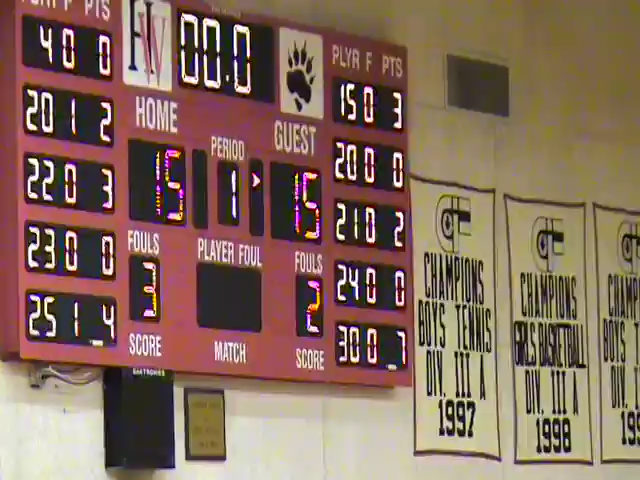 PLYR F PTS
40 0 0
20 1 2
22 0 3
23 0 0
25 1 4
HW
00.0
HOME
15
PERIOD
1
GUEST
15
FOULS
3
PLAYER FOUL
FOULS
2
SCORE
MATCH
SCORE
PLYR F PTS
15 0 3
20 0 0
21 0 2
24 0 0
30 0 7
DAKTRONICS
CHAMPIONS
BOYS TENNIS
DIV. III A
1997
CHAMPIONS
GIRLS BASKETBALL
DIV. III A
1998